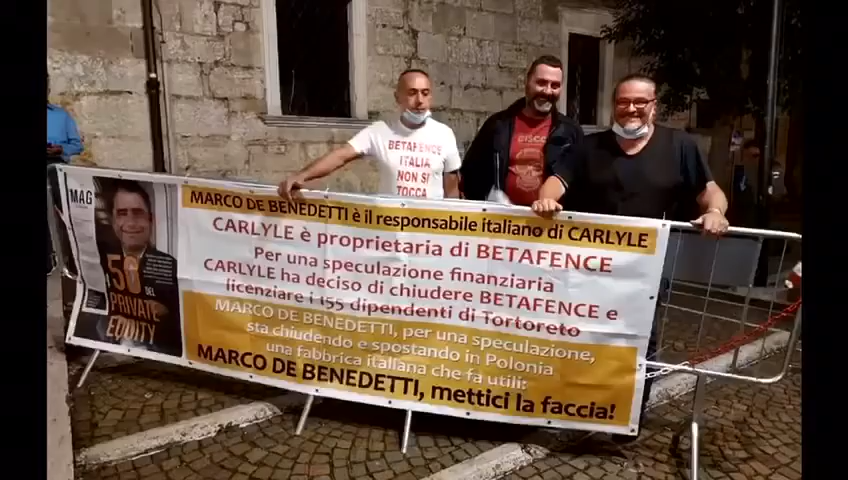 BETAFENCE
ITALIA
NON SI
TOCCA
MAG
I 50
DEL
PRIVATE
EQUITY
MARCO DE BENEDETTI è il responsabile italiano di CARLYLE
CARLYLE è proprietaria di BETAFENCE
Per una speculazione finanziaria
CARLYLE ha deciso di chiudere BETAFENCE e
licenziare i 155 dipendenti di Tortoreto
MARCO DE BENEDETTI, per una speculazione,
sta chiudendo e spostando in Polonia
una fabbrica italiana che fa utili:
MARCO DE BENEDETTI, mettici la faccia!